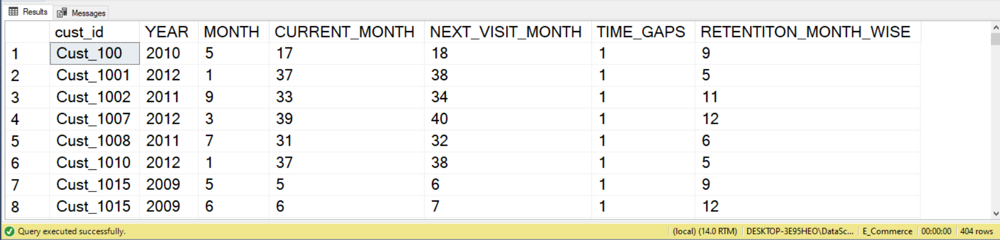 Results Messages
cust_id YEAR MONTH CURRENT_MONTH NEXT_VISIT_MONTH TIME_GAPS RETENTITON_MONTH_WISE
1 Cust_100 2010 5 17 18 1 9
2 Cust_1001 2012 1 37 38 1 5
3 Cust_1002 2011 9 33 34 1 11
4 Cust_1007 2012 3 39 40 1 12
5 Cust_1008 2011 7 31 32 1 6
6 Cust_1010 2012 1 37 38 1 5
7 Cust_1015 2009 5 5 6 1 9
8 Cust_1015 2009 6 6 7 1 12
Query executed successfully. (local) (14.0 RTM) DESKTOP-3E95HEO\DataSc... E_Commerce 00:00:00 404 rows